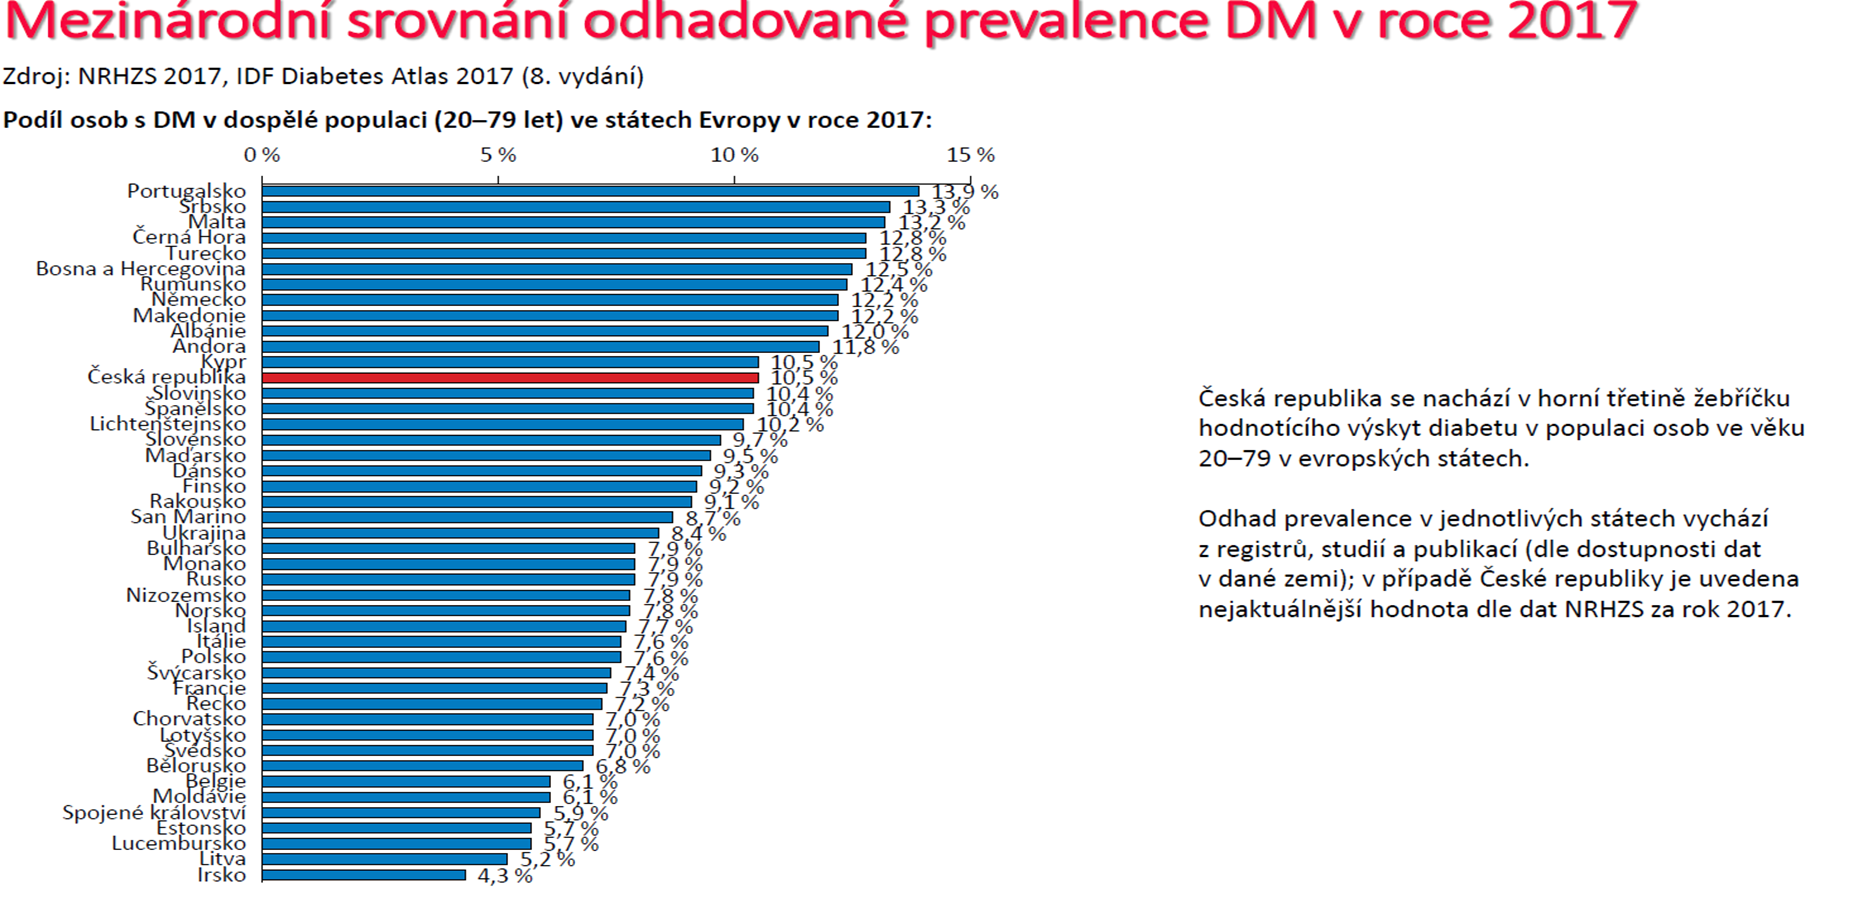 Mezinárodní srovnání odhadované prevalence DM v roce 2017
Zdroj: NRHZS 2017, IDF Diabetes Atlas 2017 (8. vydání)
Podíl osob s DM v dospělé populaci (20–79 let) ve státech Evropy v roce 2017:
0 % 5 % 10 % 15 %
Portugalsko 13,9 %
Srbsko 13,3 %
Malta 13,2 %
Černá Hora 12,8 %
Turecko 12,8 %
Bosna a Hercegovina 12,5 %
Rumunsko 12,4 %
Německo 12,2 %
Makedonie 12,2 %
Albánie 12,0 %
Andora 11,8 %
Kypr 10,5 %
Česká republika 10,5 %
Slovinsko 10,4 %
Španělsko 10,4 %
Lichtenštejnsko 10,2 %
Slovensko 9,7 %
Maďarsko 9,5 %
Dánsko 9,3 %
Finsko 9,2 %
Rakousko 9,1 %
San Marino 8,7 %
Ukrajina 8,4 %
Bulharsko 7,9 %
Monako 7,9 %
Rusko 7,9 %
Nizozemsko 7,8 %
Norsko 7,8 %
Island 7,7 %
Itálie 7,6 %
Polsko 7,6 %
Švýcarsko 7,4 %
Francie 7,3 %
Řecko 7,2 %
Chorvatsko 7,0 %
Lotyšsko 7,0 %
Švédsko 7,0 %
Bělorusko 6,8 %
Belgie 6,1 %
Moldávie 6,1 %
Spojené království 5,9 %
Estonsko 5,7 %
Lucembursko 5,7 %
Litva 5,2 %
Irsko 4,3 %
Česká republika se nachází v horní třetině žebříčku
hodnotícího výskyt diabetu v populaci osob ve věku
20–79 v evropských státech.
Odhad prevalence v jednotlivých státech vychází
z registrů, studií a publikací (dle dostupnosti dat
v dané zemi); v případě České republiky je uvedena
nejaktuálnější hodnota dle dat NRHZS za rok 2017.